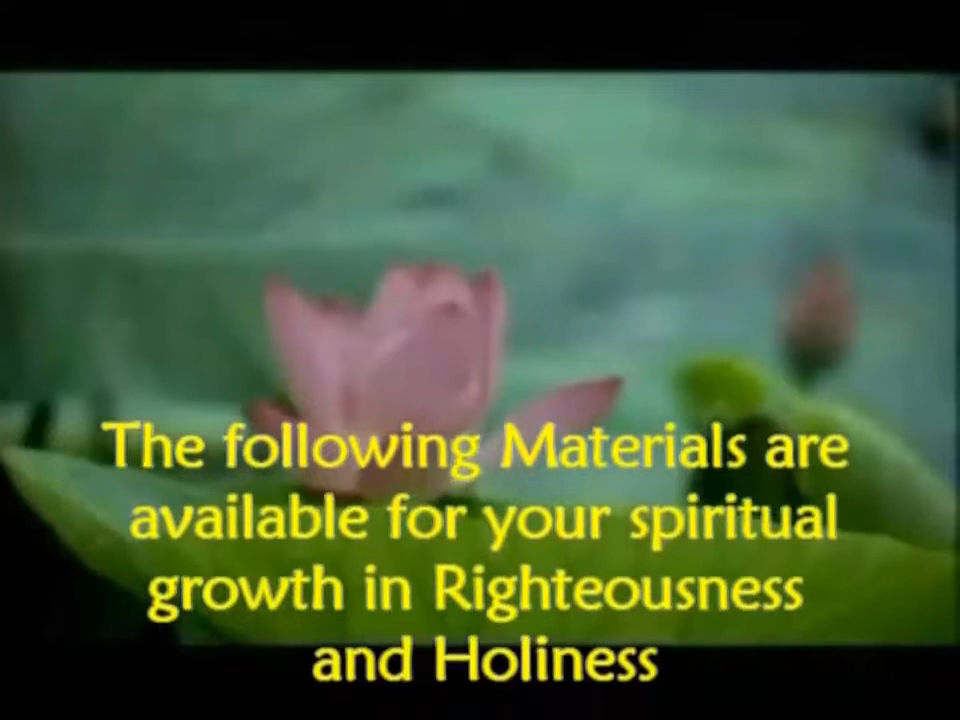 The following Materials are
available for your spiritual
growth in Righteousness
and Holiness